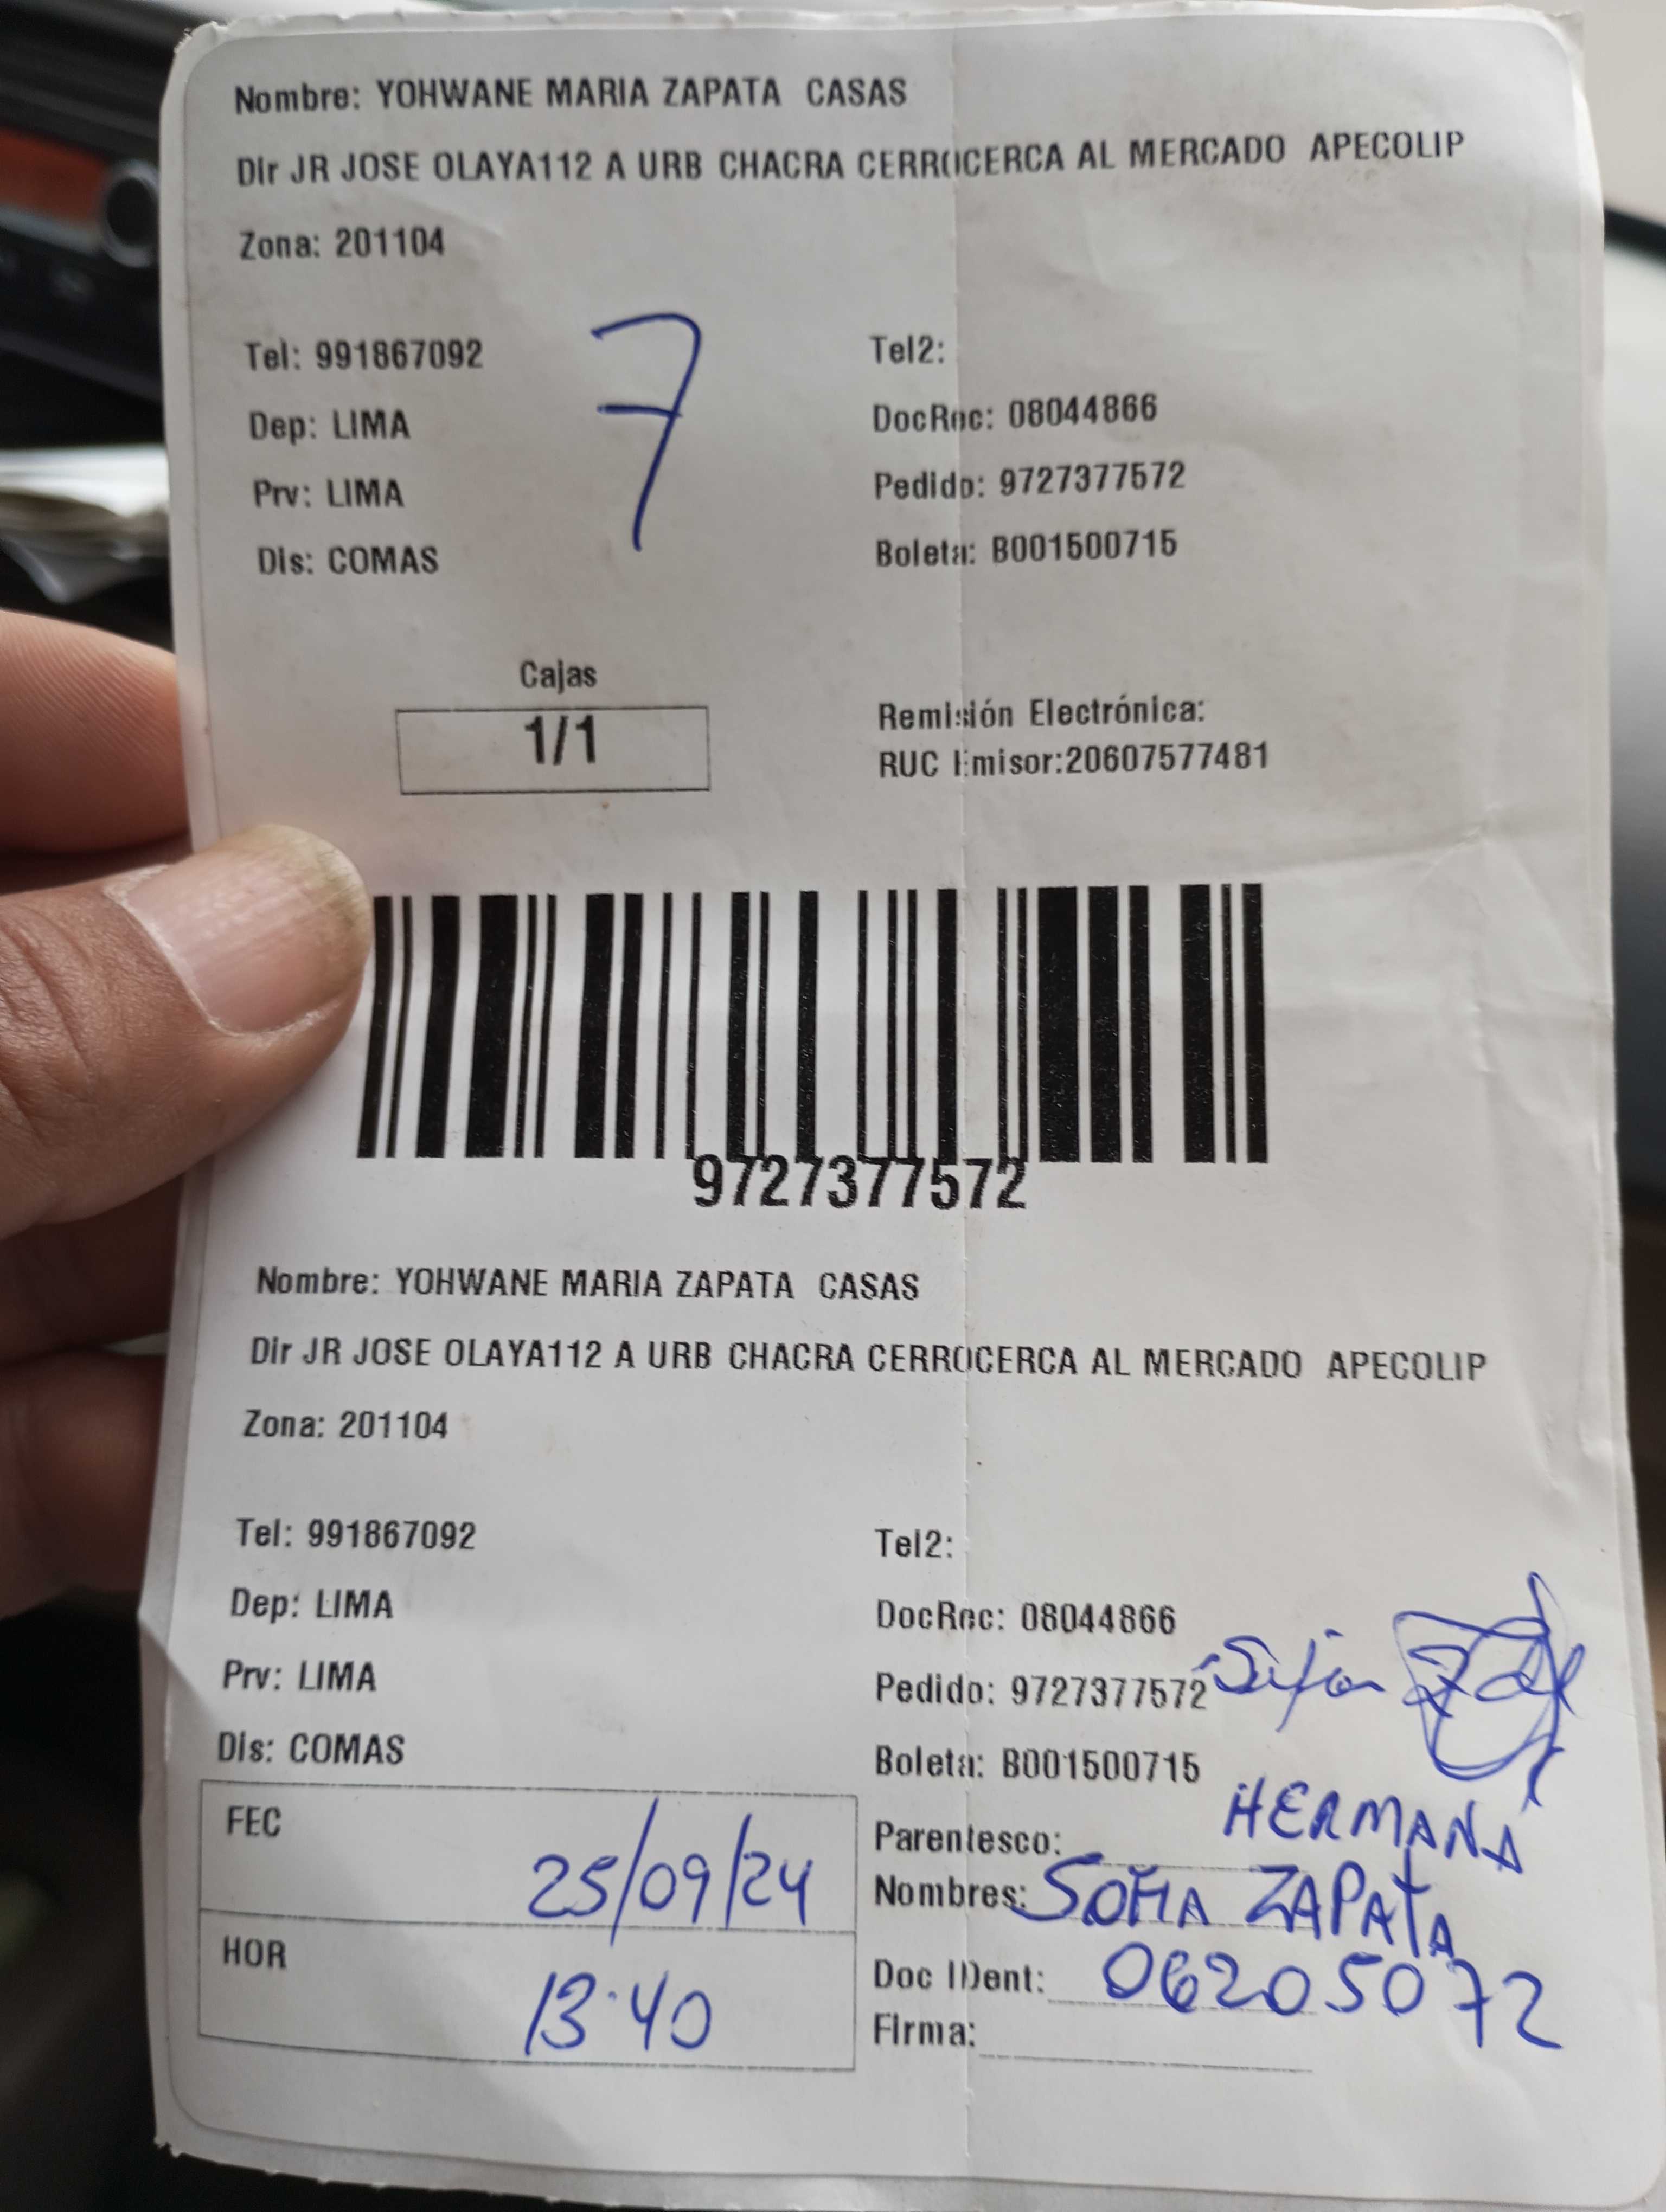 Nombre: YOHWANE MARIA ZAPATA CASAS
Dir JR JOSE OLAYA112 A URB CHACRA CERROCERCA AL MERCADO APECOLIP
Zona: 201104
7
Tel: 991867092 Tel2:
Dep: LIMA DocRec: 08044866
Prv: LIMA Pedido: 9727377572
Dis: COMAS Boleta: B001500715
Cajas
1/1
Remisión Electrónica:
RUC Emisor:20607577481
9727377572
Nombre: YOHWANE MARIA ZAPATA CASAS
Dir JR JOSE OLAYA112 A URB CHACRA CERROCERCA AL MERCADO APECOLIP
Zona: 201104
Tel: 991867092 Tel2:
Dep: LIMA DocRec: 08044866
Prv: LIMA Pedido: 9727377572
Dis: COMAS Boleta: B001500715
FEC 25/09/24
HOR 13:40
Parentesco: HERMANA
Nombres: ZAPATA
Doc IDent: 06205072
Firma: